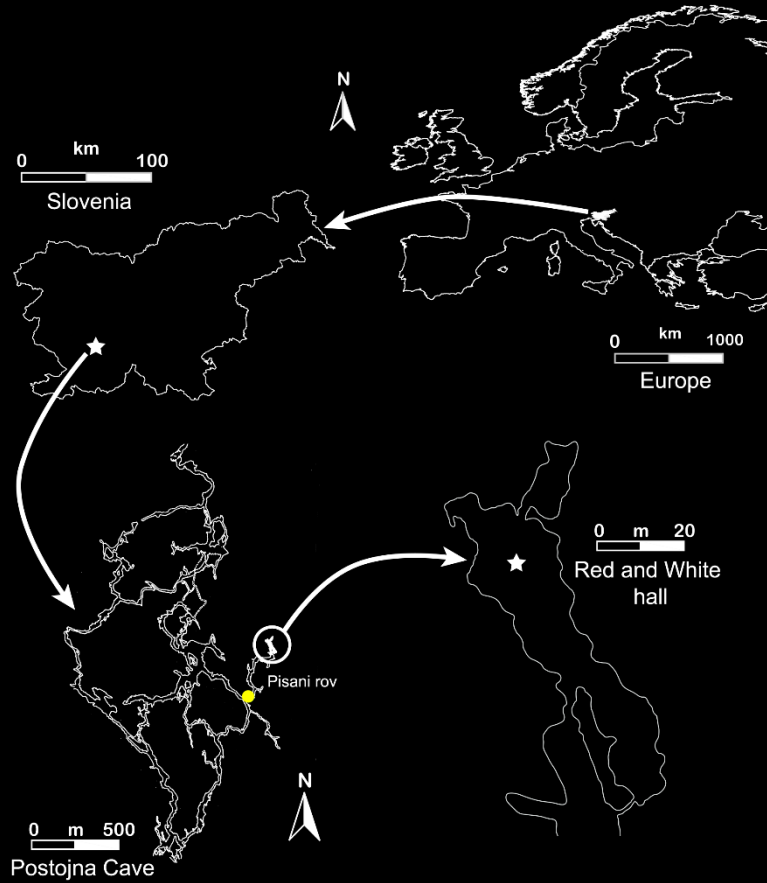 N
km
0 100
Slovenia
km
0 1000
Europe
0 m 20
Red and White
hall
Pisani rov
N
0 m 500
Postojna Cave